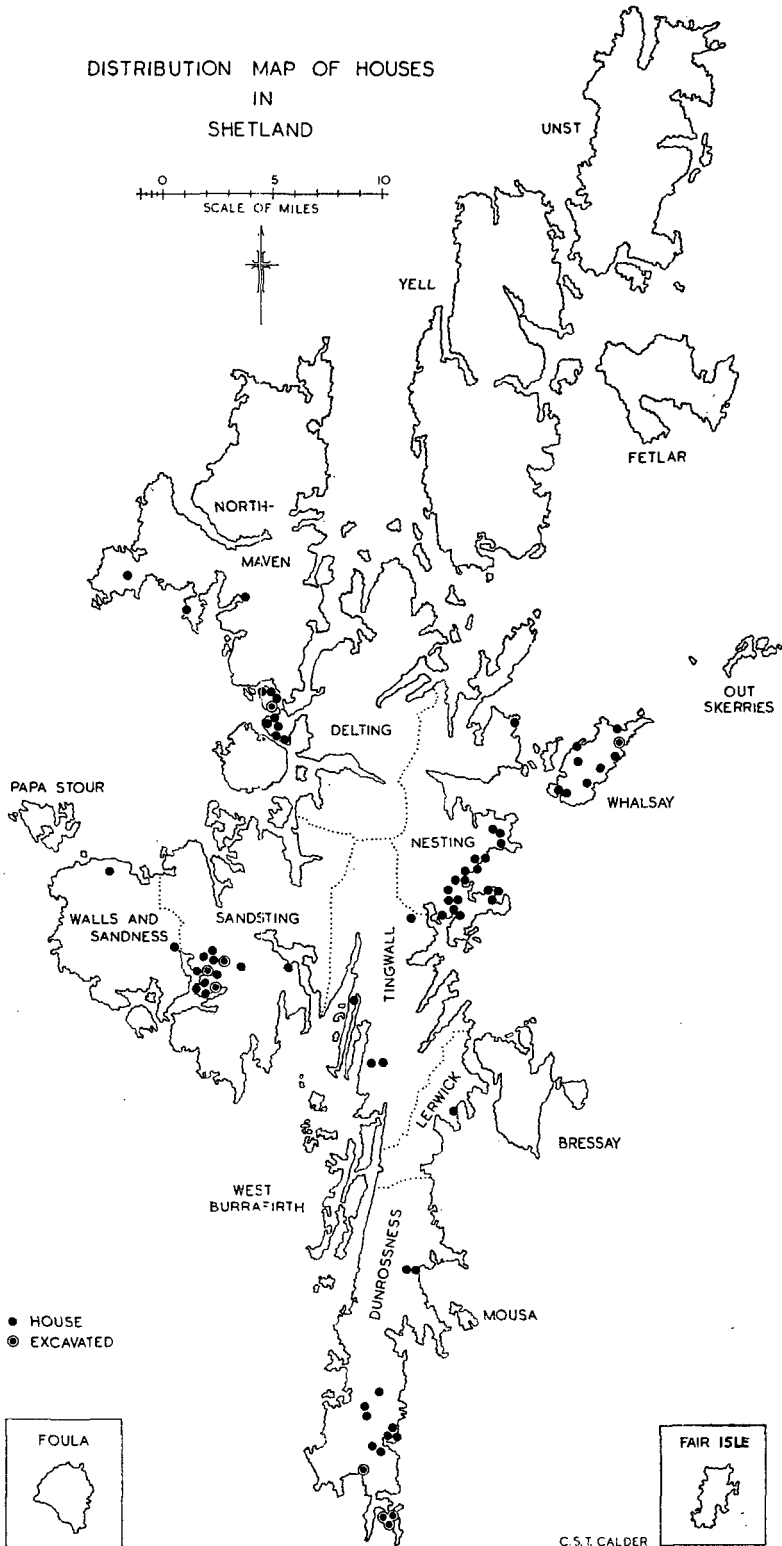 DISTRIBUTION MAP OF HOUSES
IN
SHETLAND
0 5 10
SCALE OF MILES
UNST
YELL
FETLAR
NORTH-
MAVEN
OUT
SKERRIES
DELTING
PAPA STOUR
WHALSAY
NESTING
WALLS AND
SANDNESS
SANDSTING
TINGWALL
LERWICK
BRESSAY
WEST
BURRAFIRTH
DUNROSSNESS
MOUSA
HOUSE
EXCAVATED
FOULA
FAIR ISLE
C.S.T. CALDER